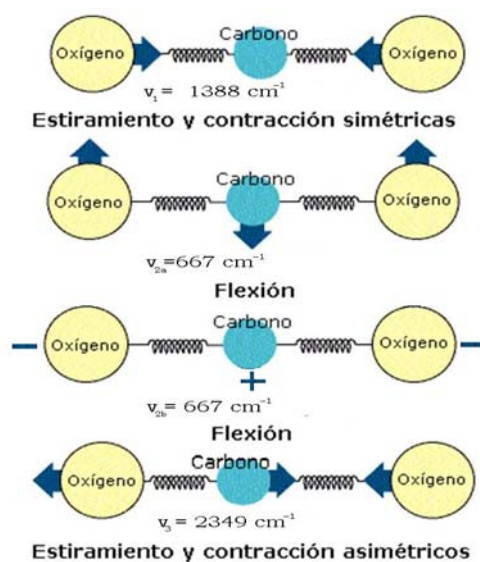 Carbono
Oxígeno Oxígeno
v₁ = 1388 cm⁻¹
Estiramiento y contracción simétricas
Carbono
Oxígeno Oxígeno
v₂ₐ=667 cm⁻¹
Flexión
Carbono
− Oxígeno Oxígeno −
+
v₂b= 667 cm⁻¹
Flexión
Carbono
Oxígeno Oxígeno
v₃ = 2349 cm⁻¹
Estiramiento y contracción asimétricos